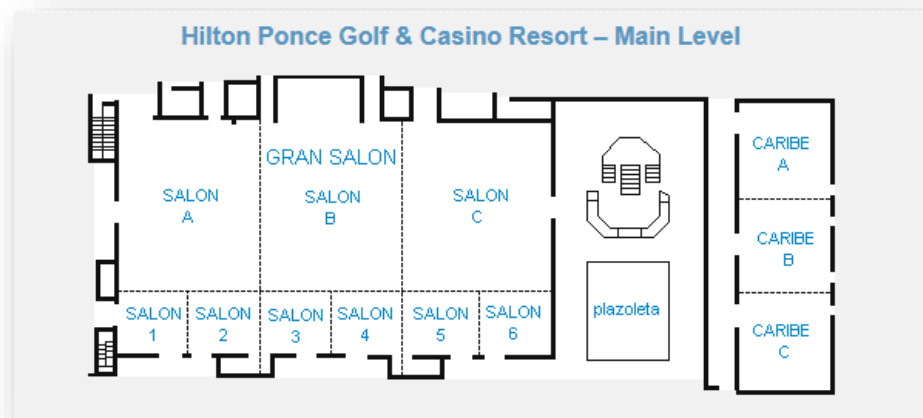 Hilton Ponce Golf & Casino Resort – Main Level
GRAN SALON
SALON
A
SALON
B
SALON
C
SALON
1
SALON
2
SALON
3
SALON
4
SALON
5
SALON
6
plazoleta
CARIBE
A
CARIBE
B
CARIBE
C